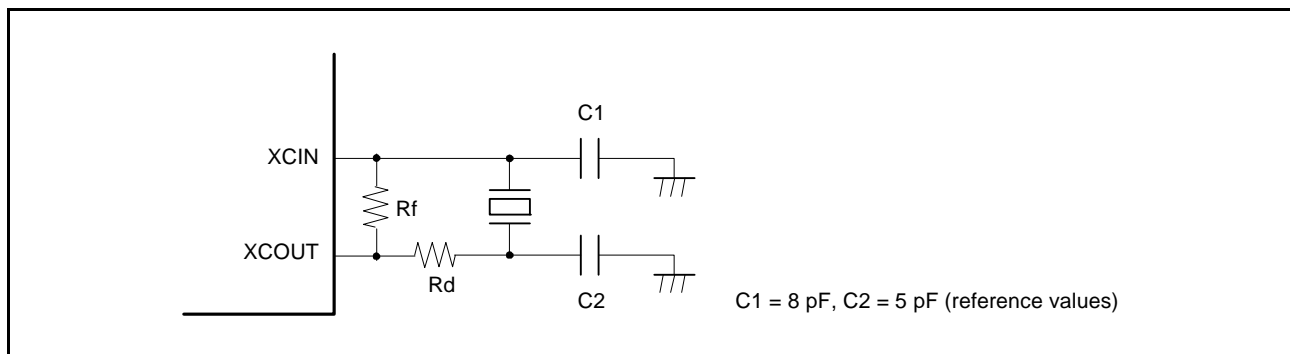 C1
XCIN
Rf
XCOUT
Rd
C2
C1 = 8 pF, C2 = 5 pF (reference values)